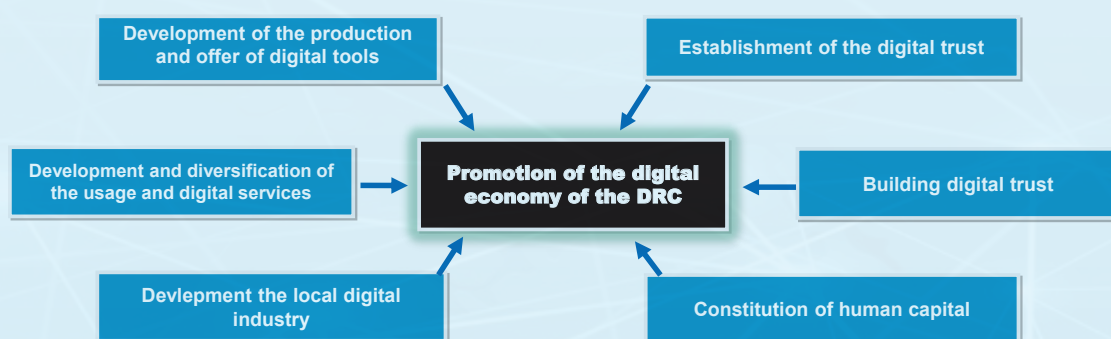 Development of the production
and offer of digital tools
Establishment of the digital trust
Development and diversification of
the usage and digital services
Promotion of the digital
economy of the DRC
Building digital trust
Devlepment the local digital
industry
Constitution of human capital